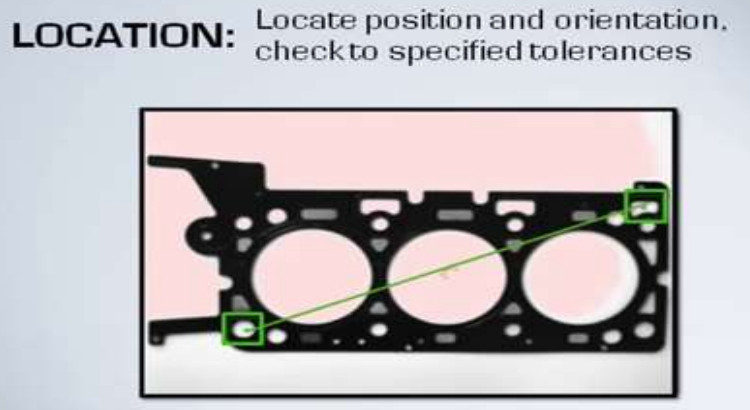 LOCATION:
Locate position and orientation,
check to specified tolerances